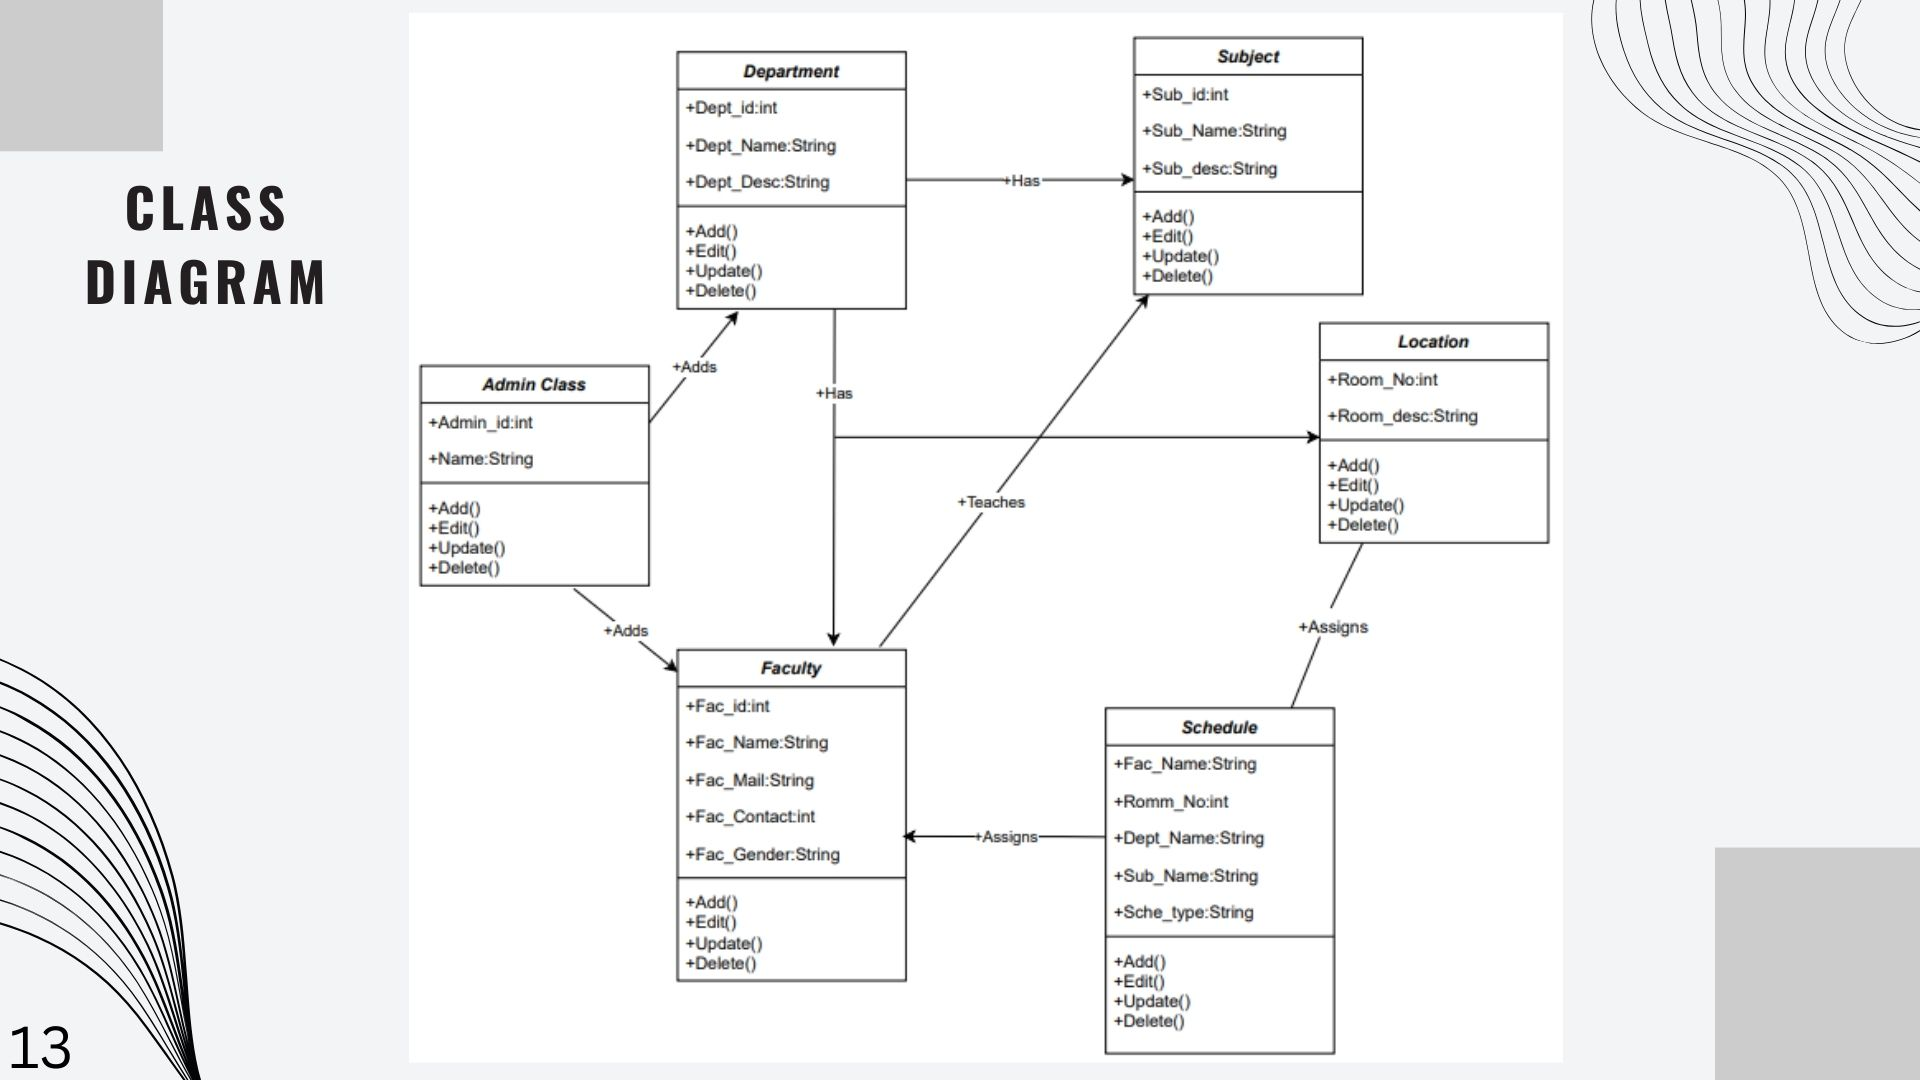 CLASS
DIAGRAM
Department
+Dept_id:int
+Dept_Name:String
+Dept_Desc:String
+Add()
+Edit()
+Update()
+Delete()
+Has
Subject
+Sub_id:int
+Sub_Name:String
+Sub_desc:String
+Add()
+Edit()
+Update()
+Delete()
+Adds
+Has
Admin Class
+Admin_id:int
+Name:String
+Add()
+Edit()
+Update()
+Delete()
Location
+Room_No:int
+Room_desc:String
+Add()
+Edit()
+Update()
+Delete()
+Teaches
+Adds
+Assigns
Faculty
+Fac_id:int
+Fac_Name:String
+Fac_Mail:String
+Fac_Contact:int
+Fac_Gender:String
+Add()
+Edit()
+Update()
+Delete()
+Assigns
Schedule
+Fac_Name:String
+Romm_No:int
+Dept_Name:String
+Sub_Name:String
+Sche_type:String
+Add()
+Edit()
+Update()
+Delete()
13